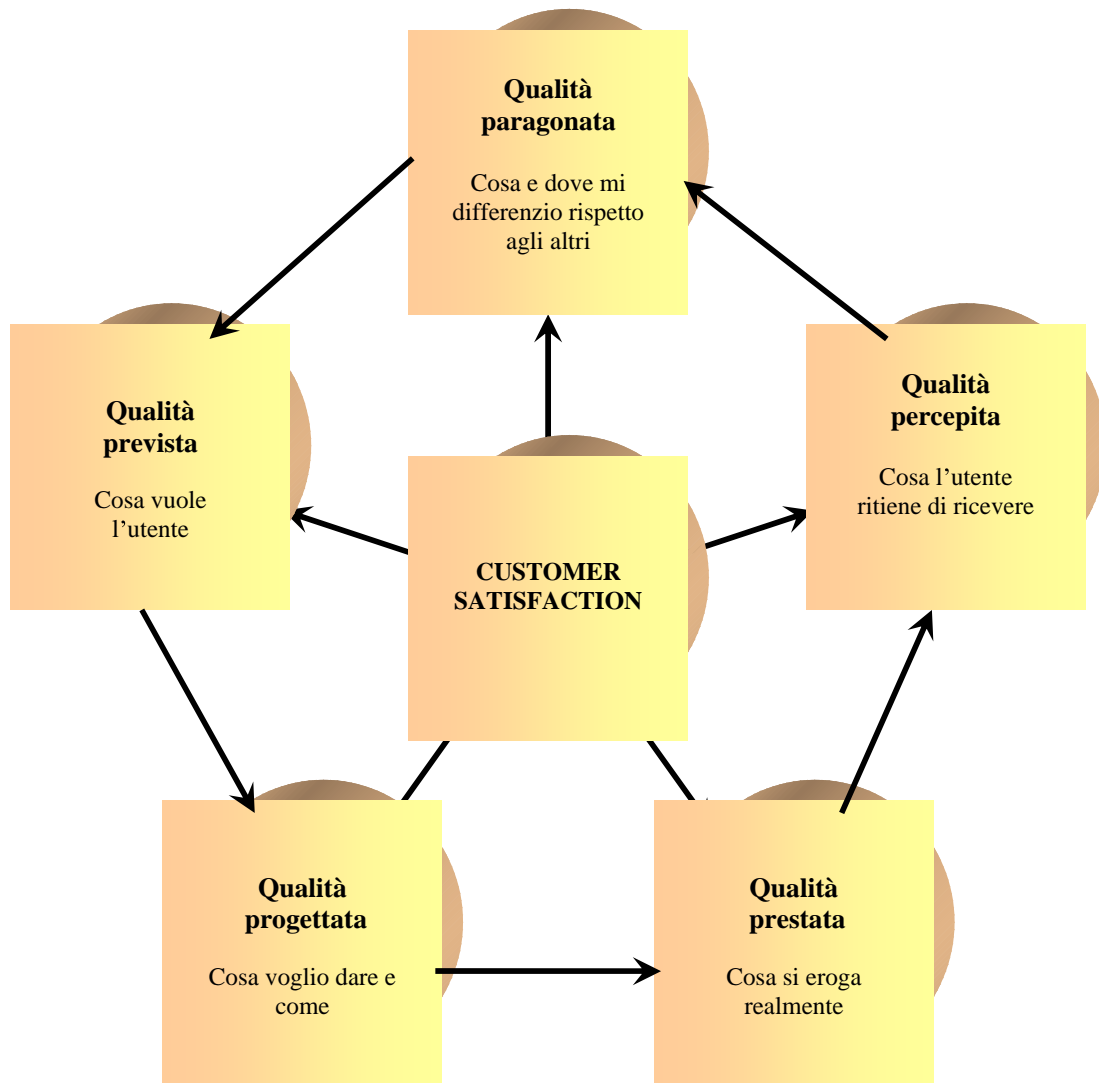 Qualità
paragonata
Cosa e dove mi
differenzio rispetto
agli altri
Qualità
prevista
Cosa vuole
l’utente
Qualità
percepita
Cosa l’utente
ritiene di ricevere
CUSTOMER
SATISFACTION
Qualità
progettata
Cosa voglio dare e
come
Qualità
prestata
Cosa si eroga
realmente